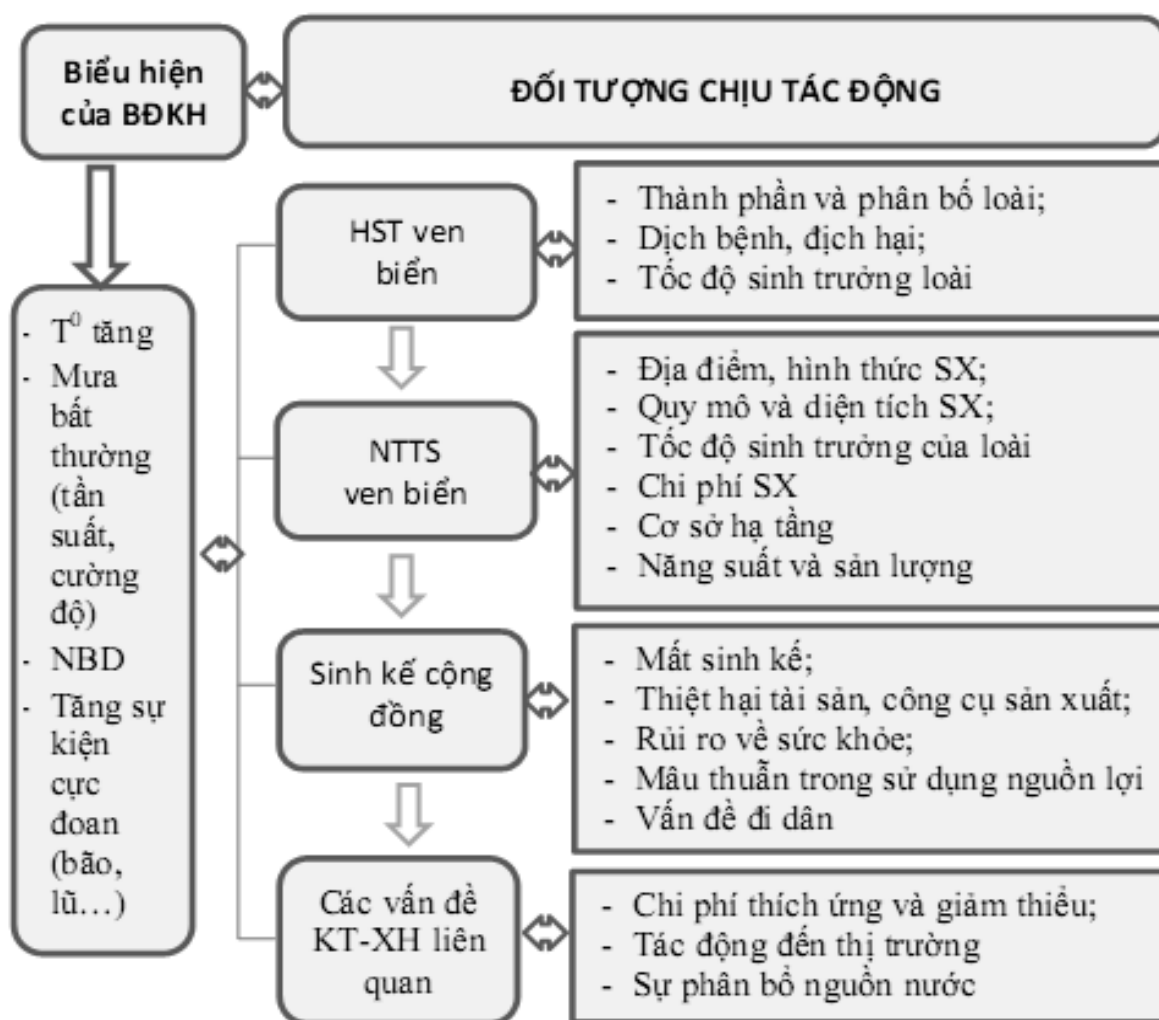 Biểu hiện
của BĐKH
ĐỐI TƯỢNG CHỊU TÁC ĐỘNG
- T⁰ tăng
- Mưa
bất
thường
(tần
suất,
cường
độ)
- NBD
- Tăng sự
kiện
cực
đoan
(bão,
lũ...)
HST ven
biển
- Thành phần và phân bố loài;
- Dịch bệnh, địch hại;
- Tốc độ sinh trưởng loài
NTTS
ven biển
- Địa điểm, hình thức SX;
- Quy mô và diện tích SX;
- Tốc độ sinh trưởng của loài
- Chi phí SX
- Cơ sở hạ tầng
- Năng suất và sản lượng
Sinh kế cộng
đồng
- Mất sinh kế;
- Thiệt hại tài sản, công cụ sản xuất;
- Rủi ro về sức khỏe;
- Mâu thuẫn trong sử dụng nguồn lợi
- Vấn đề đi dân
Các vấn đề
KT-XH liên
quan
- Chi phí thích ứng và giảm thiểu;
- Tác động đến thị trường
- Sự phân bổ nguồn nước